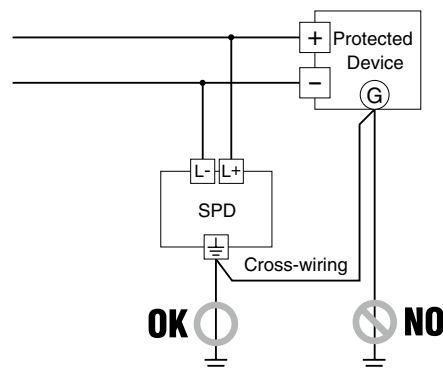 +
Protected
Device
−
G
L- L+
SPD
Cross-wiring
OK
NO